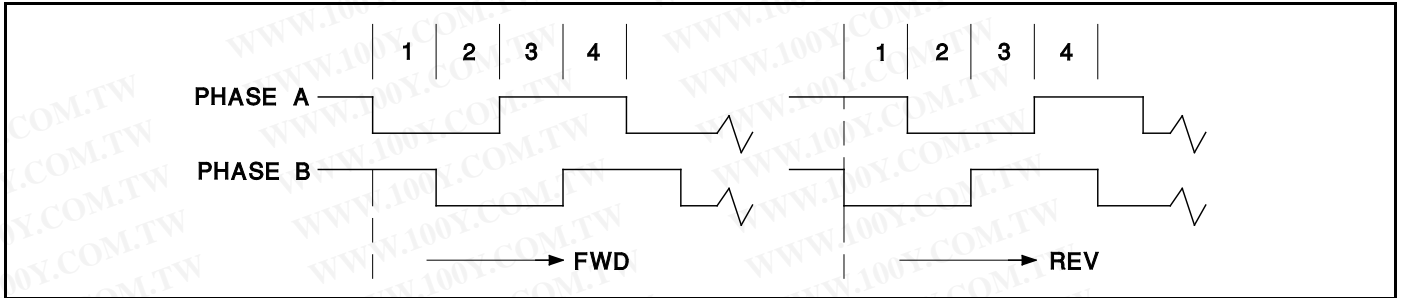 1 2 3 4 1 2 3 4
PHASE A
PHASE B
FWD REV
WWW.100Y.COM.TW